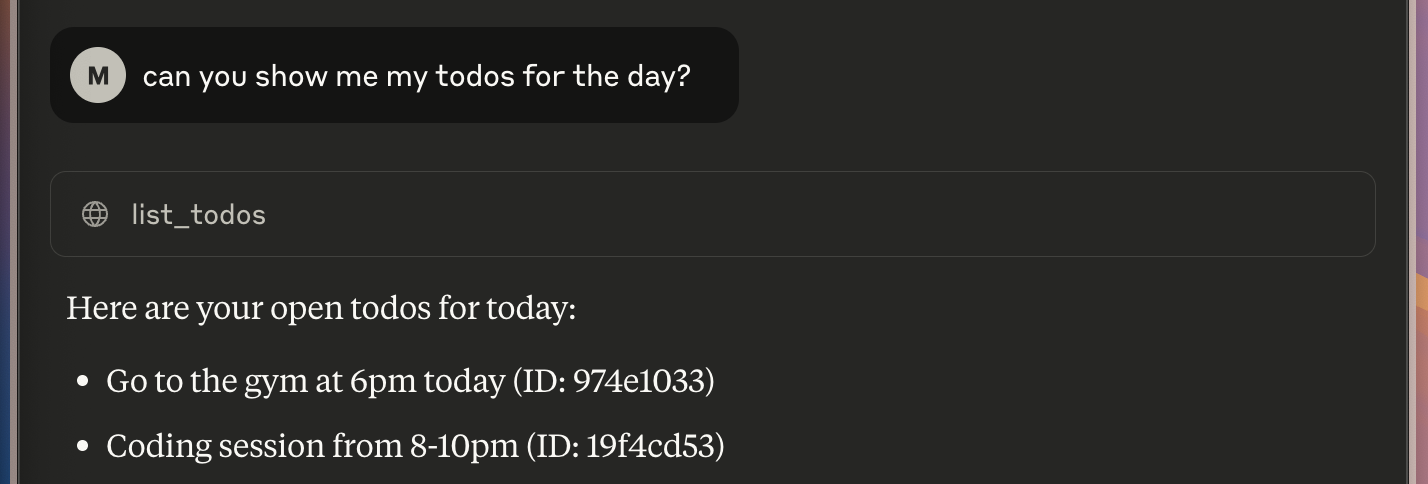 M can you show me my todos for the day?
list_todos
Here are your open todos for today:
• Go to the gym at 6pm today (ID: 974e1033)
• Coding session from 8-10pm (ID: 19f4cd53)